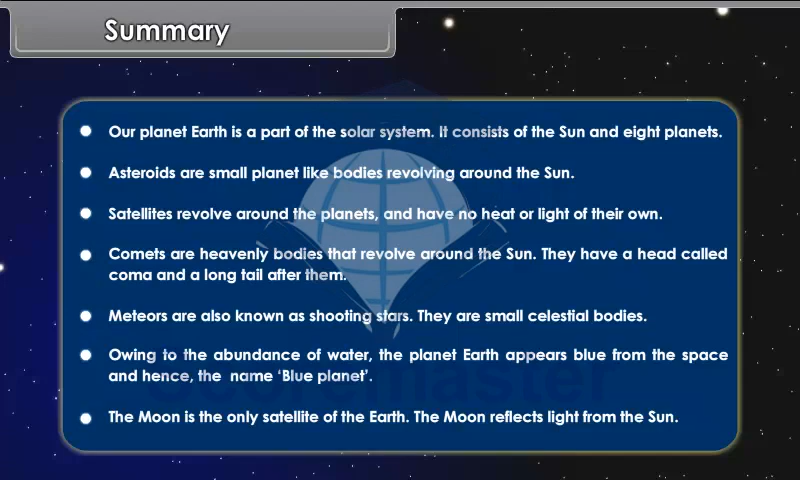 Summary
Our planet Earth is a part of the solar system. It consists of the Sun and eight planets.
Asteroids are small planet like bodies revolving around the Sun.
Satellites revolve around the planets, and have no heat or light of their own.
Comets are heavenly bodies that revolve around the Sun. They have a head called
coma and a long tail after them.
Meteors are also known as shooting stars. They are small celestial bodies.
Owing to the abundance of water, the planet Earth appears blue from the space
and hence, the name ‘Blue planet’.
The Moon is the only satellite of the Earth. The Moon reflects light from the Sun.